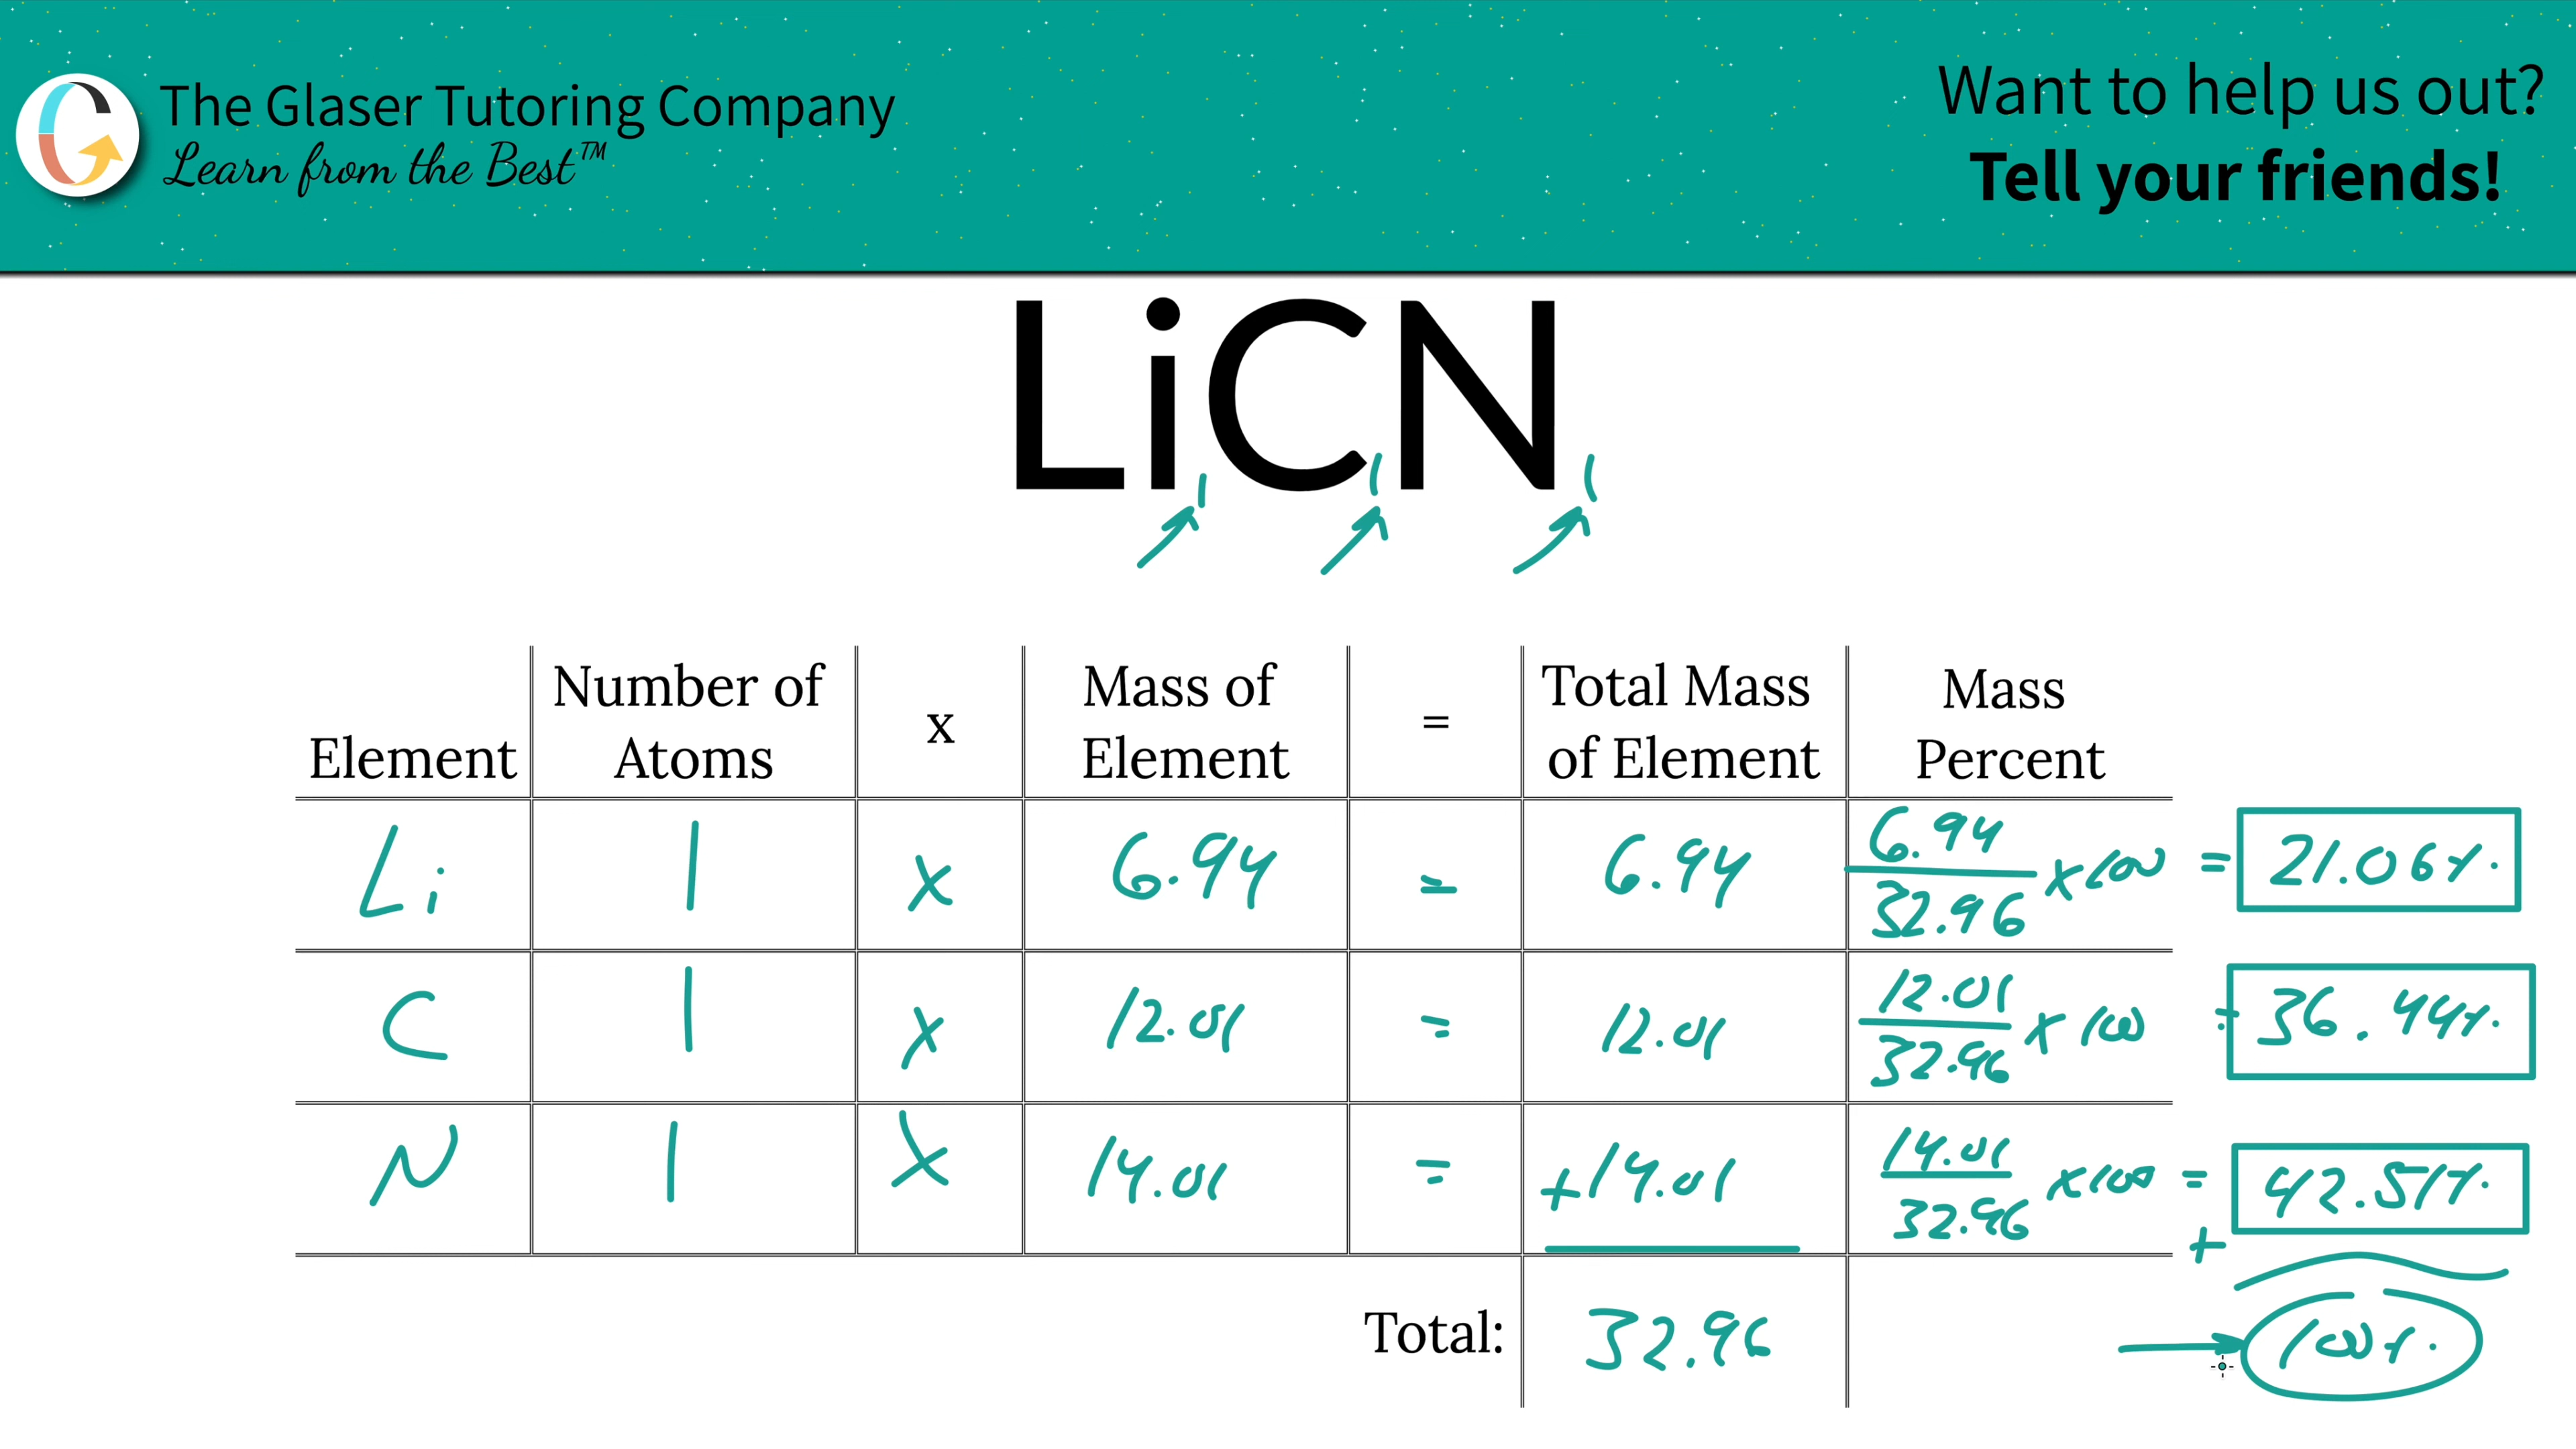 The Glaser Tutoring Company
Learn from the Best™
Want to help us out?
Tell your friends!
LiCN
1 1 1
Element Number of Atoms x Mass of Element = Total Mass of Element Mass Percent
Li 1 x 6.94 = 6.94 6.94/32.96 x 100 = 21.06%
C 1 x 12.01 = 12.01 12.01/32.96 x 100 = 36.44%
N 1 x 14.01 = +14.01 14.01/32.96 x 100 = 42.51%
+
Total: 32.96 100%